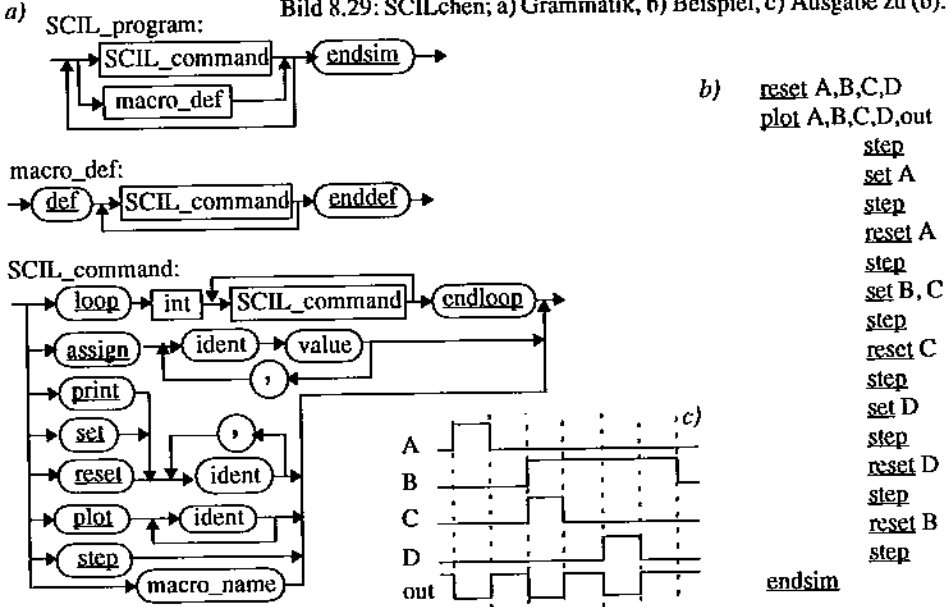 Bild 8.29: SCILchen; a) Grammatik, b) Beispiel, c) Ausgabe zu (b).
a)
SCIL_program:
SCIL_command
endsim
macro_def
macro_def:
def
SCIL_command
enddef
SCIL_command:
loop
int
SCIL_command
endloop
assign
ident
value
,
print
set
,
reset
ident
plot
ident
step
macro_name
b)
reset A,B,C,D
plot A,B,C,D,out
step
set A
step
reset A
step
set B, C
step
reset C
step
set D
step
reset D
step
reset B
step
endsim
c)
A
B
C
D
out